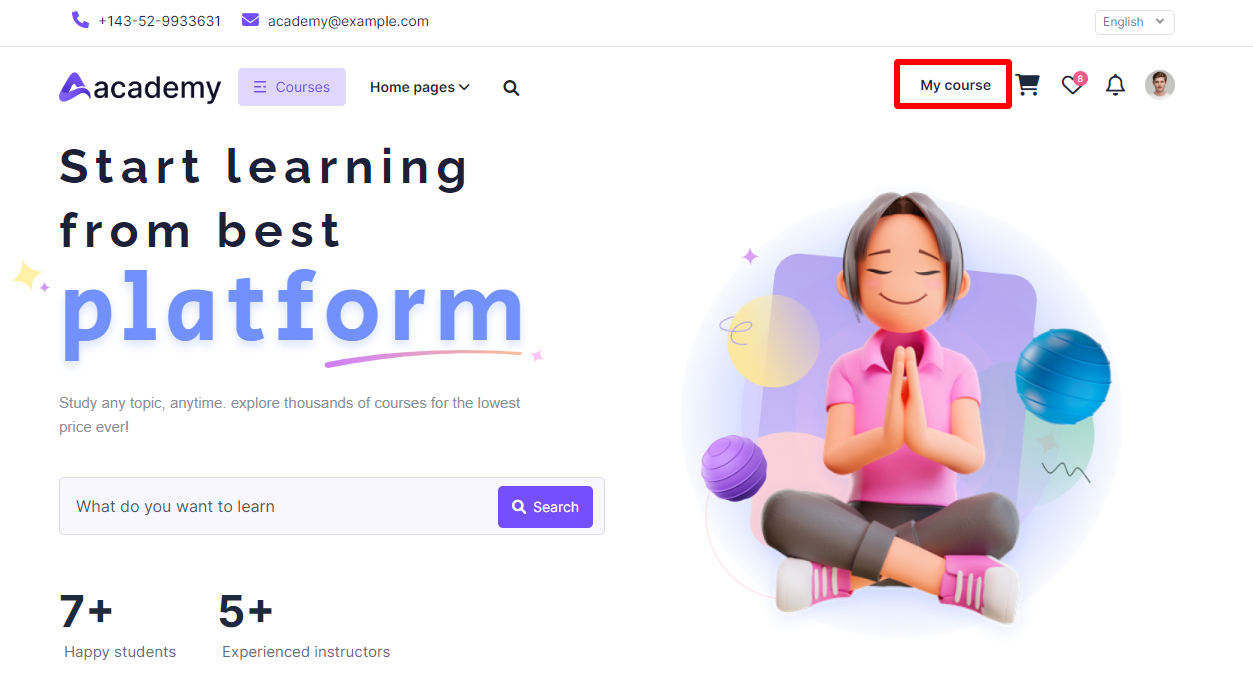 +143-52-9933631 academy@example.com English
academy Courses Home pages My course 8
Start learning
from best
platform
Study any topic, anytime. explore thousands of courses for the lowest
price ever!
What do you want to learn Search
7+ 5+
Happy students Experienced instructors